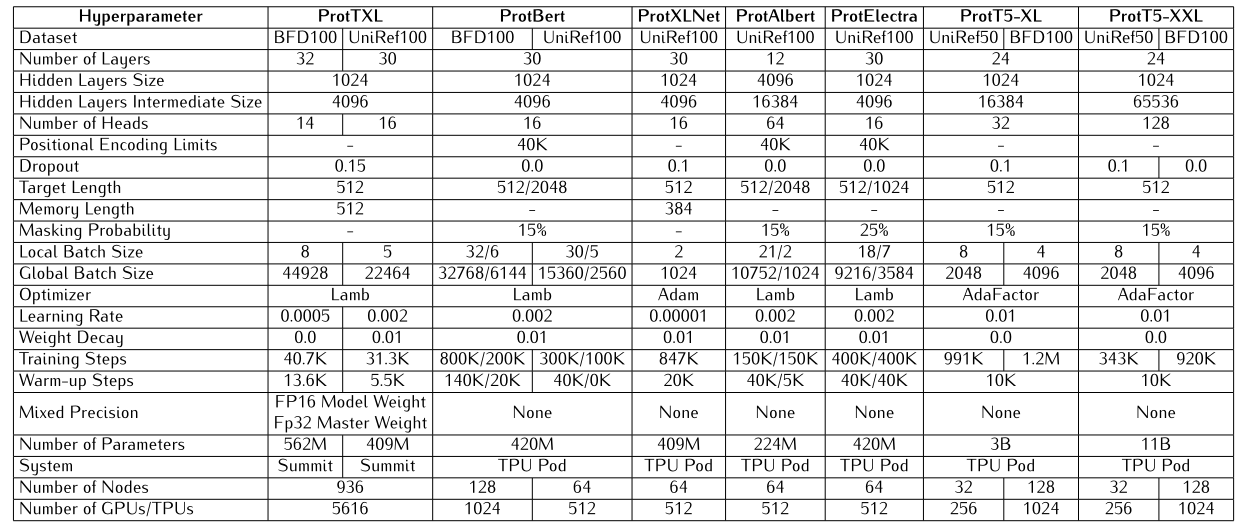 Hyperparameter ProtTXL ProtBert ProtXLNet ProtAlbert ProtElectra ProtT5-XL ProtT5-XXL
Dataset BFD100 UniRef100 BFD100 UniRef100 UniRef100 UniRef100 UniRef100 UniRef50 BFD100 UniRef50 BFD100
Number of Layers 32 30 30 30 12 30 24 24
Hidden Layers Size 1024 1024 1024 4096 1024 1024 1024
Hidden Layers Intermediate Size 4096 4096 4096 16384 4096 16384 65536
Number of Heads 14 16 16 16 64 16 32 128
Positional Encoding Limits - 40K - 40K 40K - -
Dropout 0.15 0.0 0.1 0.0 0.0 0.1 0.1 0.0
Target Length 512 512/2048 512 512/2048 512/1024 512 512
Memory Length 512 - 384 - - - -
Masking Probability - 15% - 15% 25% 15% 15%
Local Batch Size 8 5 32/6 30/5 2 21/2 18/7 8 4 8 4
Global Batch Size 44928 22464 32768/6144 15360/2560 1024 10752/1024 9216/3584 2048 4096 2048 4096
Optimizer Lamb Lamb Adam Lamb Lamb AdaFactor AdaFactor
Learning Rate 0.0005 0.002 0.002 0.00001 0.002 0.002 0.01 0.01
Weight Decay 0.0 0.01 0.01 0.01 0.01 0.01 0.0 0.0
Training Steps 40.7K 31.3K 800K/200K 300K/100K 847K 150K/150K 400K/400K 991K 1.2M 343K 920K
Warm-up Steps 13.6K 5.5K 140K/20K 40K/0K 20K 40K/5K 40K/40K 10K 10K
Mixed Precision FP16 Model Weight None None None None None None
Fp32 Master Weight
Number of Parameters 562M 409M 420M 409M 224M 420M 3B 11B
System Summit Summit TPU Pod TPU Pod TPU Pod TPU Pod TPU Pod TPU Pod
Number of Nodes 936 128 64 64 64 64 32 128 32 128
Number of GPUs/TPUs 5616 1024 512 512 512 512 256 1024 256 1024